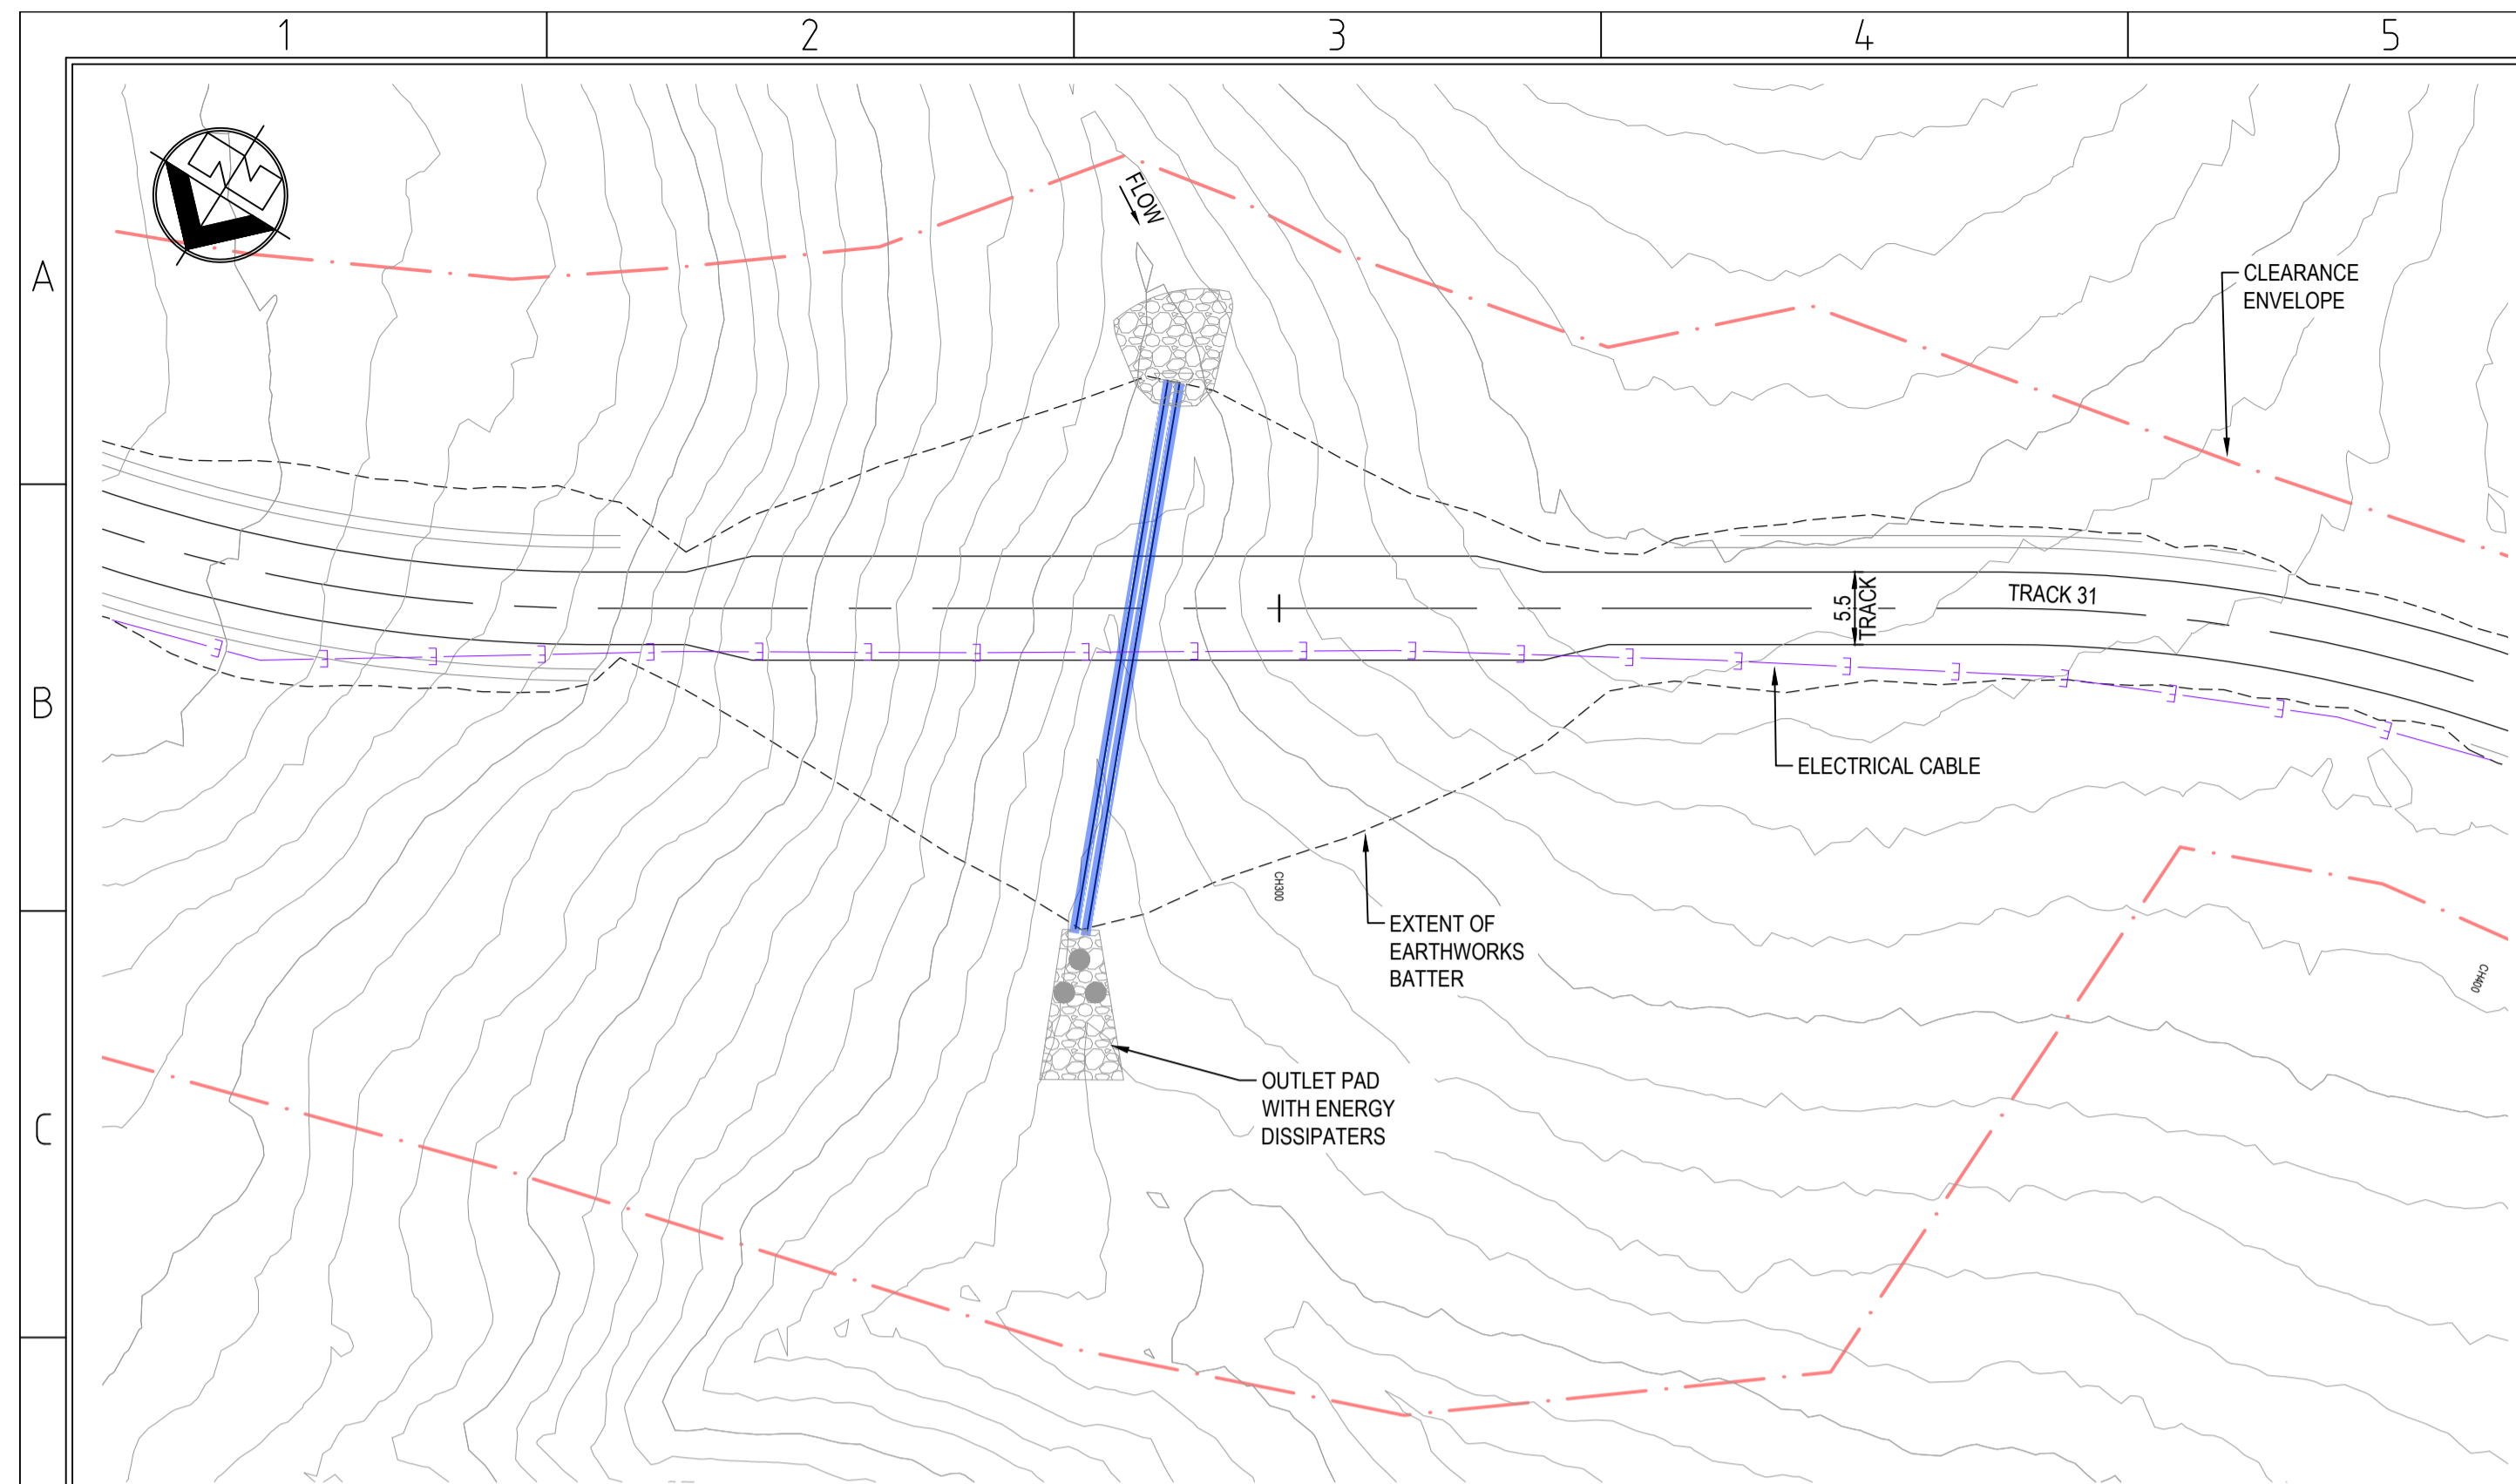 1
2
3
4
5
A
B
C
FLOW
CLEARANCE
ENVELOPE
5.5
TRACK
TRACK 31
ELECTRICAL CABLE
CH300
EXTENT OF
EARTHWORKS
BATTER
CH400
OUTLET PAD
WITH ENERGY
DISSIPATERS